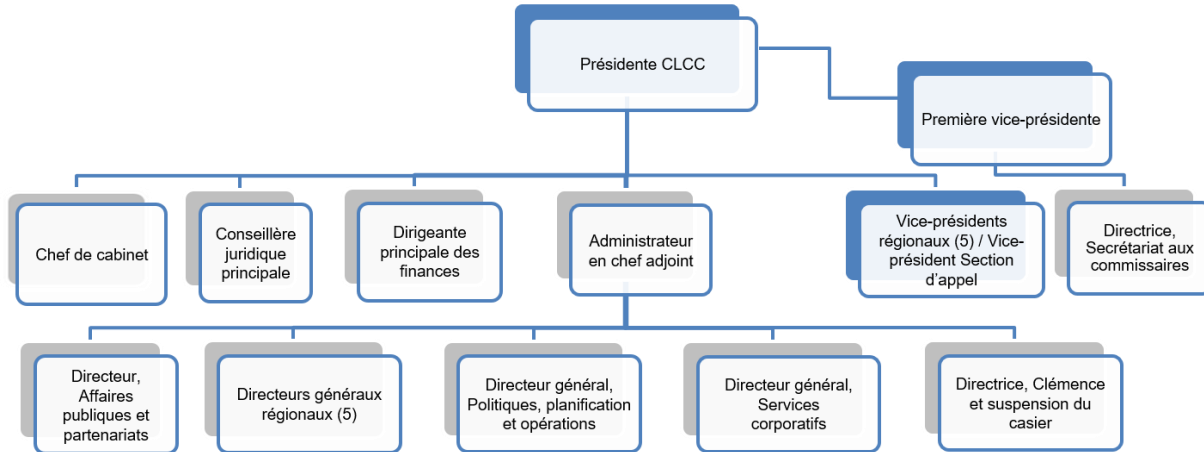 Présidente CLCC
Première vice-présidente
Chef de cabinet
Conseillère
juridique
principale
Dirigeante
principale des
finances
Administrateur
en chef adjoint
Vice-présidents
régionaux (5) / Vice-
président Section
d'appel
Directrice,
Secrétariat aux
commissaires
Directeur,
Affaires
publiques et
partenariats
Directeurs généraux
régionaux (5)
Directeur général,
Politiques, planification
et opérations
Directeur général,
Services
corporatifs
Directrice, Clémence
et suspension du
casier